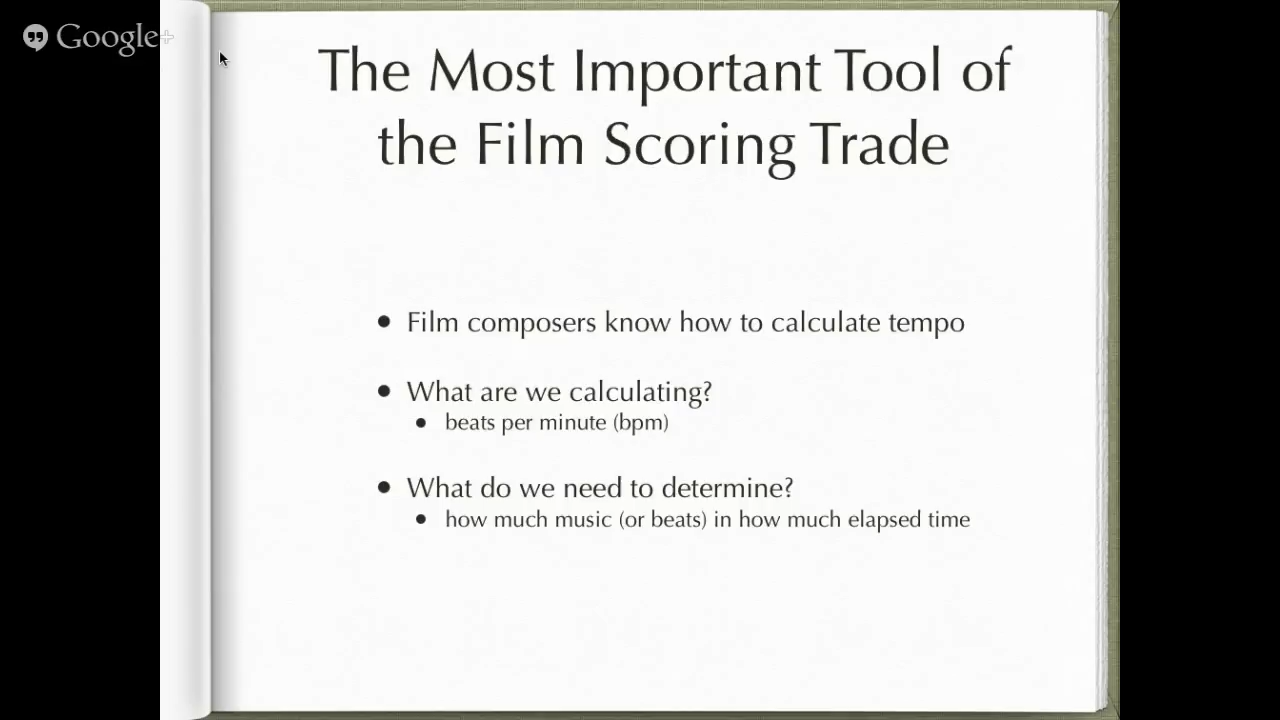 Google+
The Most Important Tool of
the Film Scoring Trade
• Film composers know how to calculate tempo
• What are we calculating?
• beats per minute (bpm)
• What do we need to determine?
• how much music (or beats) in how much elapsed time